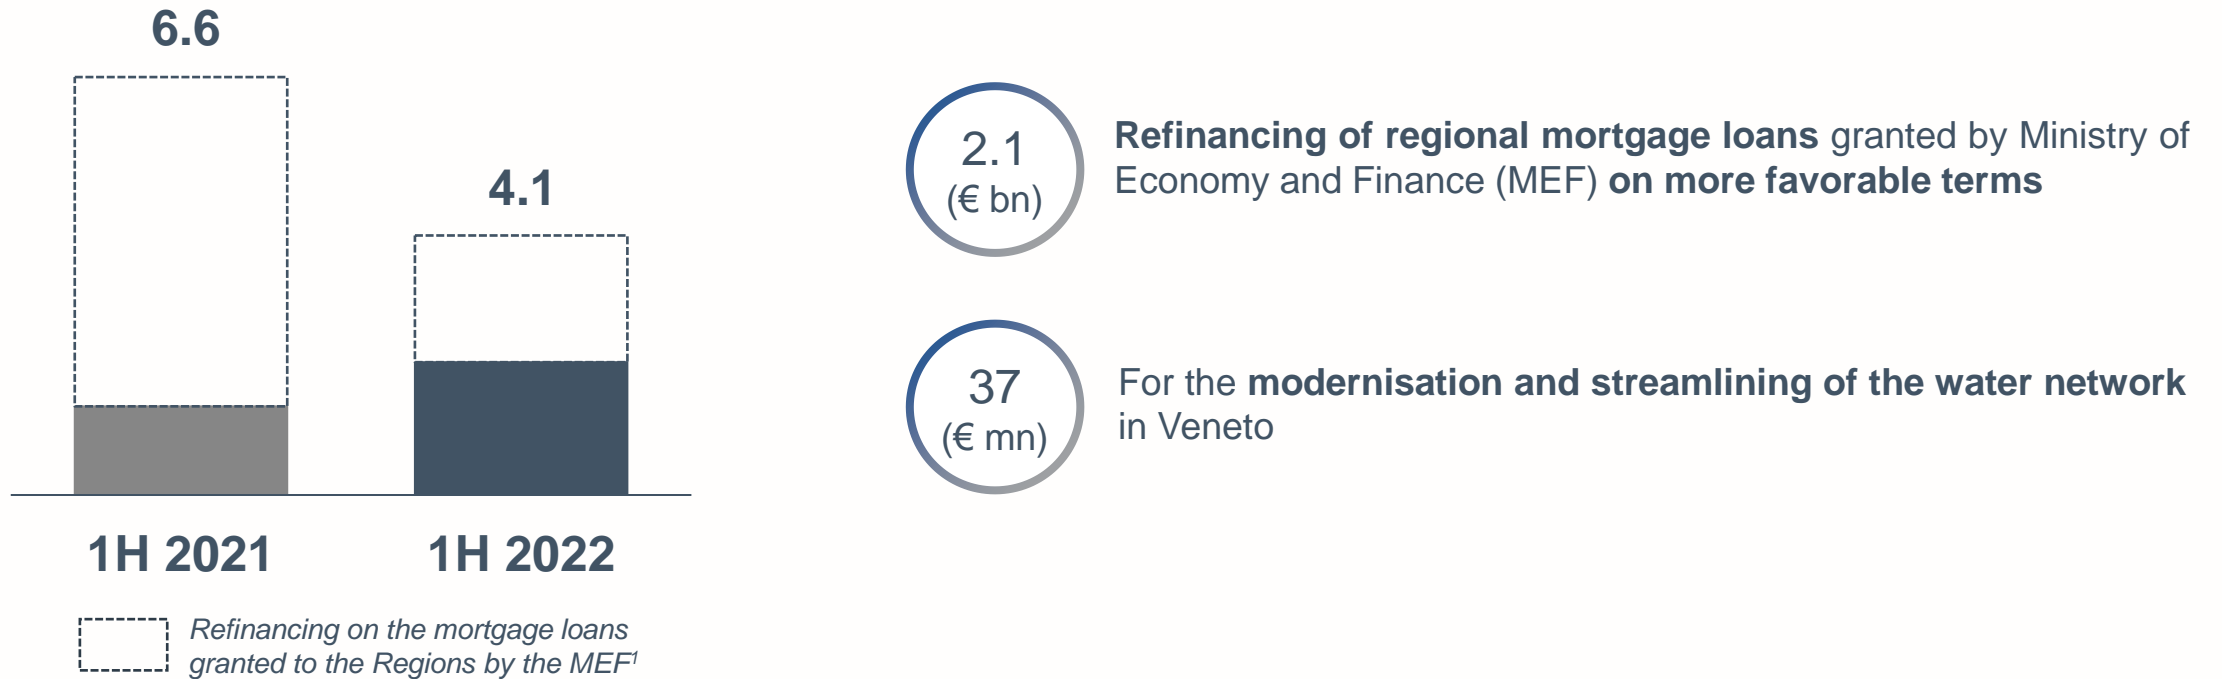 6.6
4.1
1H 2021
1H 2022
Refinancing on the mortgage loans
granted to the Regions by the MEF¹
2.1
(€ bn)
Refinancing of regional mortgage loans granted by Ministry of
Economy and Finance (MEF) on more favorable terms
37
(€ mn)
For the modernisation and streamlining of the water network
in Veneto